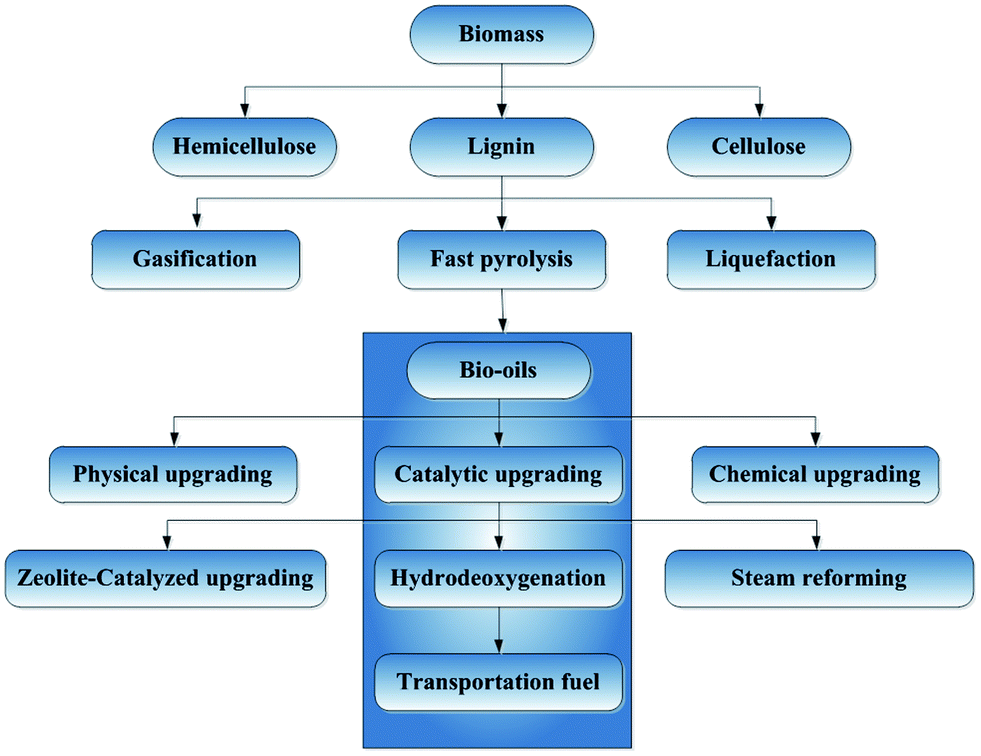 Biomass
Hemicellulose
Lignin
Cellulose
Gasification
Fast pyrolysis
Liquefaction
Bio-oils
Physical upgrading
Catalytic upgrading
Chemical upgrading
Zeolite-Catalyzed upgrading
Hydrodeoxygenation
Steam reforming
Transportation fuel